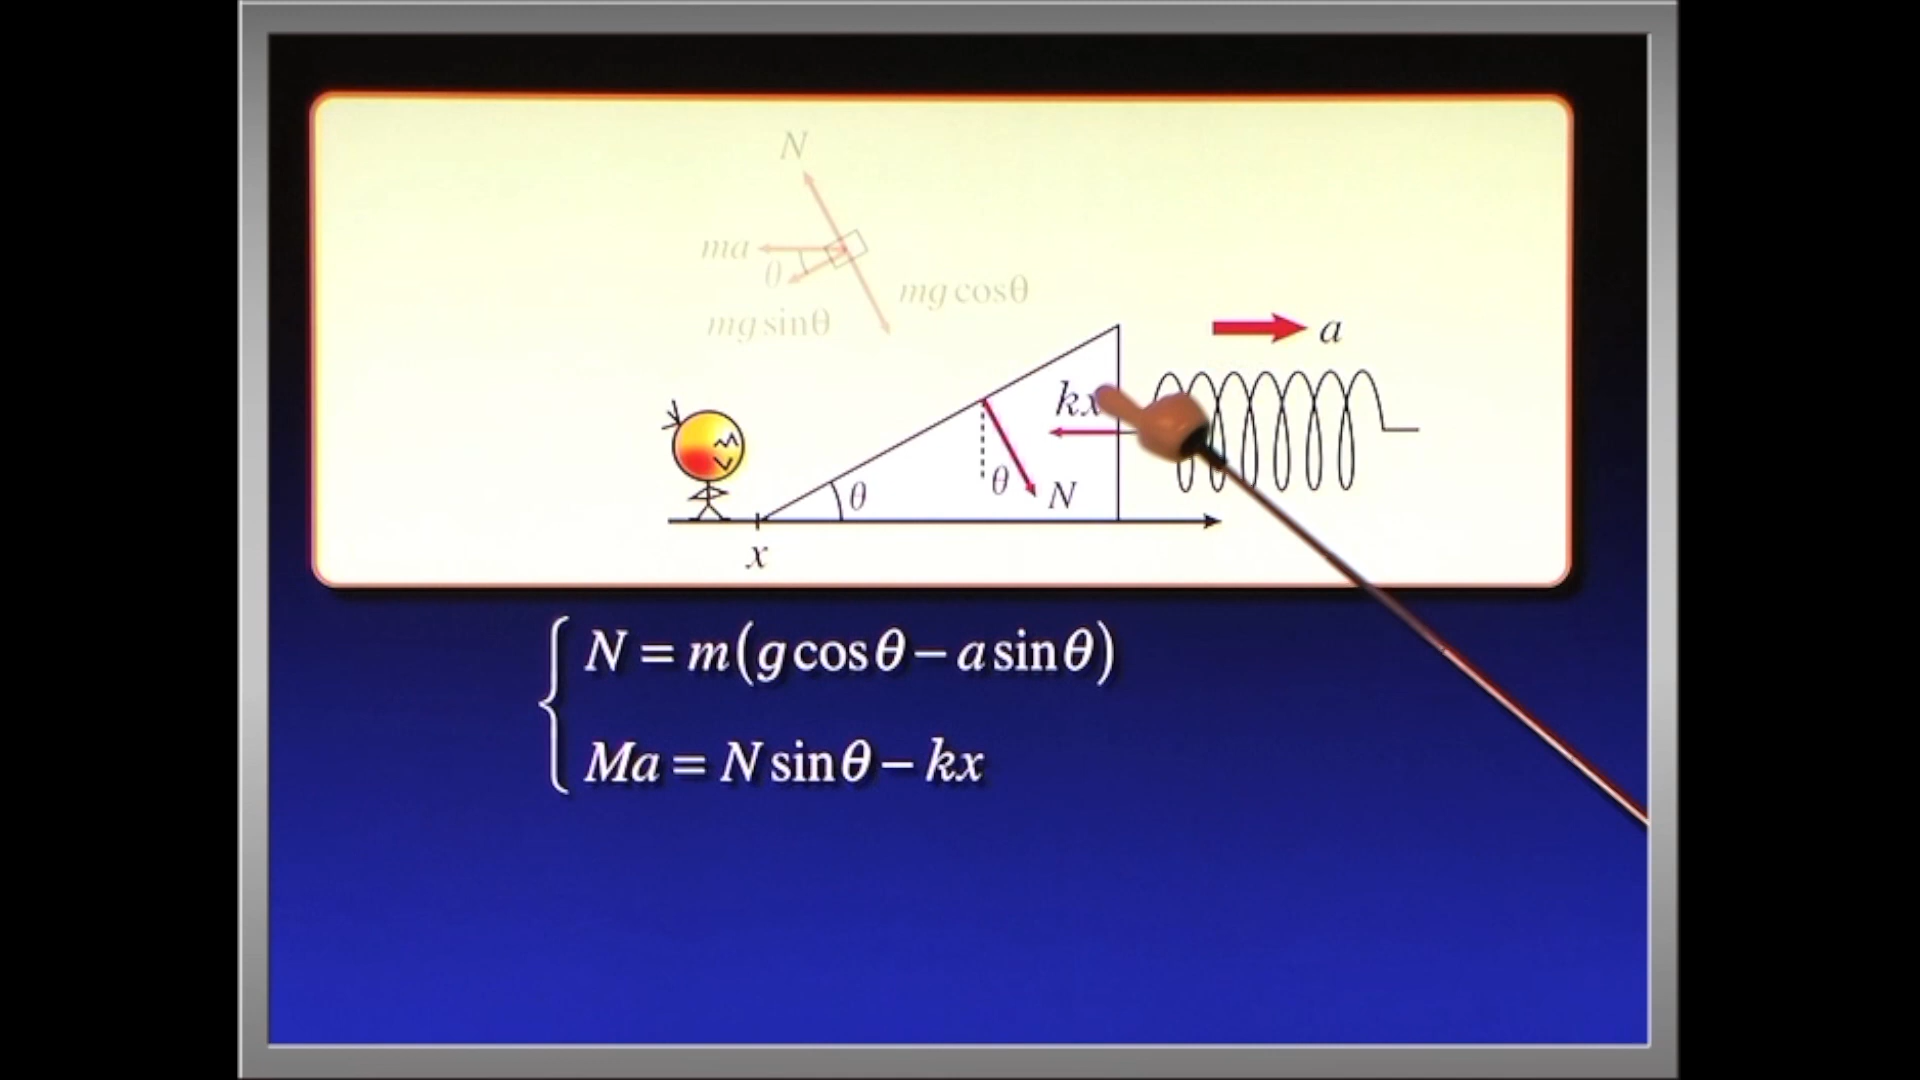 N
ma
θ
mg cosθ
mg sinθ
a
kx
θ
θ
N
x
N = m(g cosθ − a sinθ)
Ma = N sinθ − kx